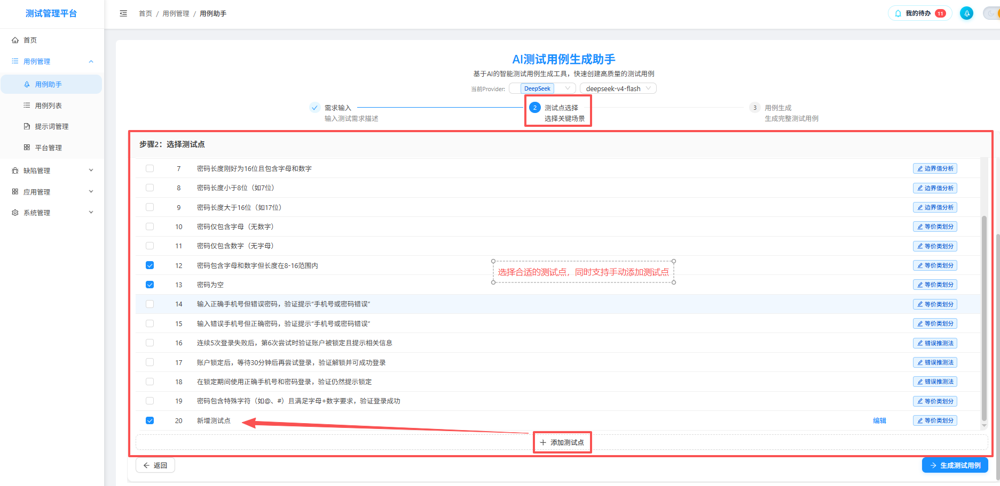 测试管理平台
首页 / 用例管理 / 用例助手
我的待办 11
首页
用例管理
用例助手
用例列表
提示词管理
平台管理
缺陷管理
应用管理
系统管理
AI测试用例生成助手
基于AI的智能测试用例生成工具，快速创建高质量的测试用例
当前Provider: DeepSeek deepseek-v4-flash
需求输入
输入测试需求描述
2 测试点选择
选择关键场景
3 用例生成
生成完整测试用例
步骤2：选择测试点
7 密码长度刚好为16位且包含字母和数字 边界值分析
8 密码长度小于8位（如7位） 边界值分析
9 密码长度大于16位（如17位） 边界值分析
10 密码仅包含字母（无数字） 等价类划分
11 密码仅包含数字（无字母） 等价类划分
12 密码包含字母和数字但长度在8-16范围内 等价类划分
选择合适的测试点，同时支持手动添加测试点
13 密码为空 等价类划分
14 输入正确手机号但错误密码，验证提示“手机号或密码错误” 等价类划分
15 输入错误手机号但正确密码，验证提示“手机号或密码错误” 等价类划分
16 连续5次登录失败后，第6次尝试时验证账户被锁定且提示相关信息 错误推测法
17 账户锁定后，等待30分钟后再尝试登录，验证解锁并可成功登录 错误推测法
18 在锁定期间使用正确手机号和密码登录，验证仍然提示锁定 错误推测法
19 密码包含特殊字符（如@、#）且满足字母+数字要求，验证登录成功 等价类划分
20 新增测试点 编辑 等价类划分
添加测试点
返回
生成测试用例